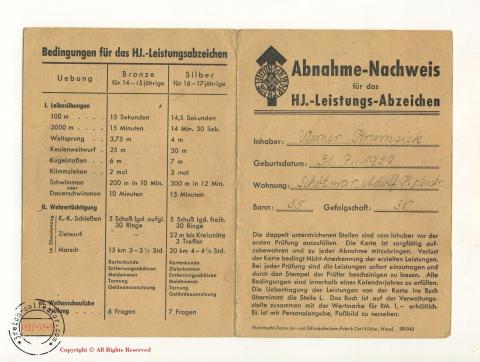 Bedingungen für das HJ.-Leistungsabzeichen
Uebung
Bronze
für 14–15jährige
Silber
für 16–17jährige
I. Leibesübungen
100 m 15 Sekunden 14,5 Sekunden
3000 m 15 Minuten 14 Min. 30 Sek.
Weitsprung 3,75 m 4 m
Keulenweitwurf 25 m 30 m
Kugelstoßen 6 m 7 m
Klimmziehen 2 mal 3 mal
Schwimmen 200 m in 10 Min. 300 m in 12 Min.
oder
Dauerschwimmen 10 Minuten 15 Minuten
II. Wehrertüchtigung
K.-K.-Schießen 5 Schuß lgd. aufgl. 5 Schuß lgd. freih.
30 Ringe 30 Ringe
Zielwurf 22 m bis Kreismitte
3 Treffer
Marsch 15 km 3–3½ Std. 20 km 4–4½ Std.
Kartenkunde Kartenkunde
Entfernungschätzen Zielerkennen
Meldewesen Entfernungschätzen
Tarnung Meldewesen
Geländeausnutzung Tarnung
Geländeausnutzung
III. Weltanschauliche
6 Fragen 7 Fragen
Copyright © All Rights Reserved
Abnahme-Nachweis
für das
HJ.-Leistungs-Abzeichen
Inhaber: Werner
Geburtsdatum: 31. 7. 1929
Wohnung: Schötmar Adolf
Bann: 55 Gefolgschaft:
Die doppelt unterstrichenen Stellen sind vom Inhaber vor der
ersten Prüfung auszufüllen. Die Karte ist sorgfältig auf-
zubewahren und zu jeder Abnahme mitzubringen. Verlust
der Karte bedingt Nicht-Anerkennung der erzielten Leistungen.
Bei jeder Prüfung sind die Leistungen sofort einzutragen und
durch den Stempel der Prüfer bescheinigen zu lassen. Alle
Bedingungen sind innerhalb eines Kalenderjahres zu erfüllen.
Die Uebertragung der Leistungen von der Karte ins Buch
übernimmt die Stelle L. Das Buch ist auf der Verwaltungs-
stelle zusammen mit der Wertmarke für RM. 1,– erhältlich.
Es ist mit Personalangabe, Paßbild zu versehen.